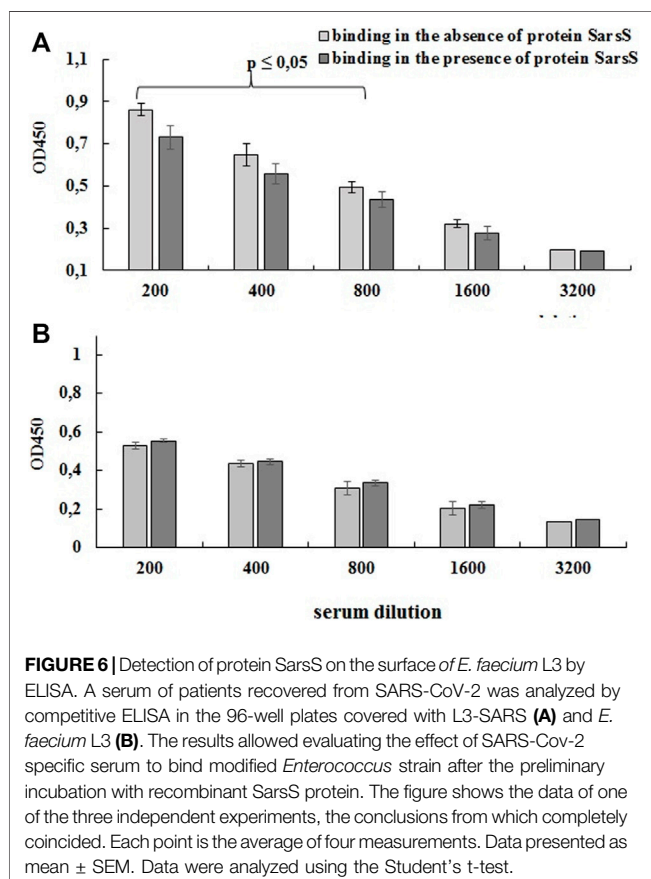 A
binding in the absence of protein SarsS
binding in the presence of protein SarsS
p ≤ 0,05
1,1
0,9
0,7
0,5
0,3
0,1
OD450
200 400 800 1600 3200
B
1
0,8
0,6
0,4
0,2
0
OD450
200 400 800 1600 3200
serum dilution
FIGURE 6 | Detection of protein SarsS on the surface of E. faecium L3 by
ELISA. A serum of patients recovered from SARS-CoV-2 was analyzed by
competitive ELISA in the 96-well plates covered with L3-SARS (A) and E.
faecium L3 (B). The results allowed evaluating the effect of SARS-Cov-2
specific serum to bind modified Enterococcus strain after the preliminary
incubation with recombinant SarsS protein. The figure shows the data of one
of the three independent experiments, the conclusions from which completely
coincided. Each point is the average of four measurements. Data presented as
mean ± SEM. Data were analyzed using the Student's t-test.